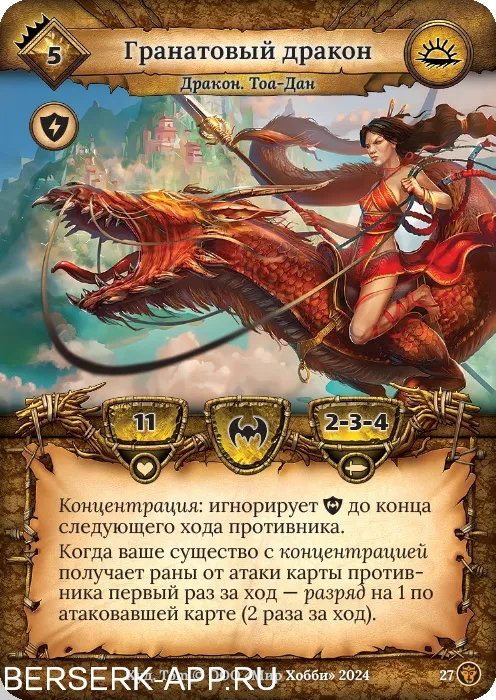 5
Гранатовый дракон
Дракон. Тоа-Дан
11
2-3-4
Концентрация: игнорирует до конца
следующего хода противника.
Когда ваше существо с концентрацией
получает раны от атаки карты против-
ника первый раз за ход — разряд на 1 по
атаковавшей карте (2 раза за ход).
«Мир Хобби» 2024
27
BERSERK-APP.RU